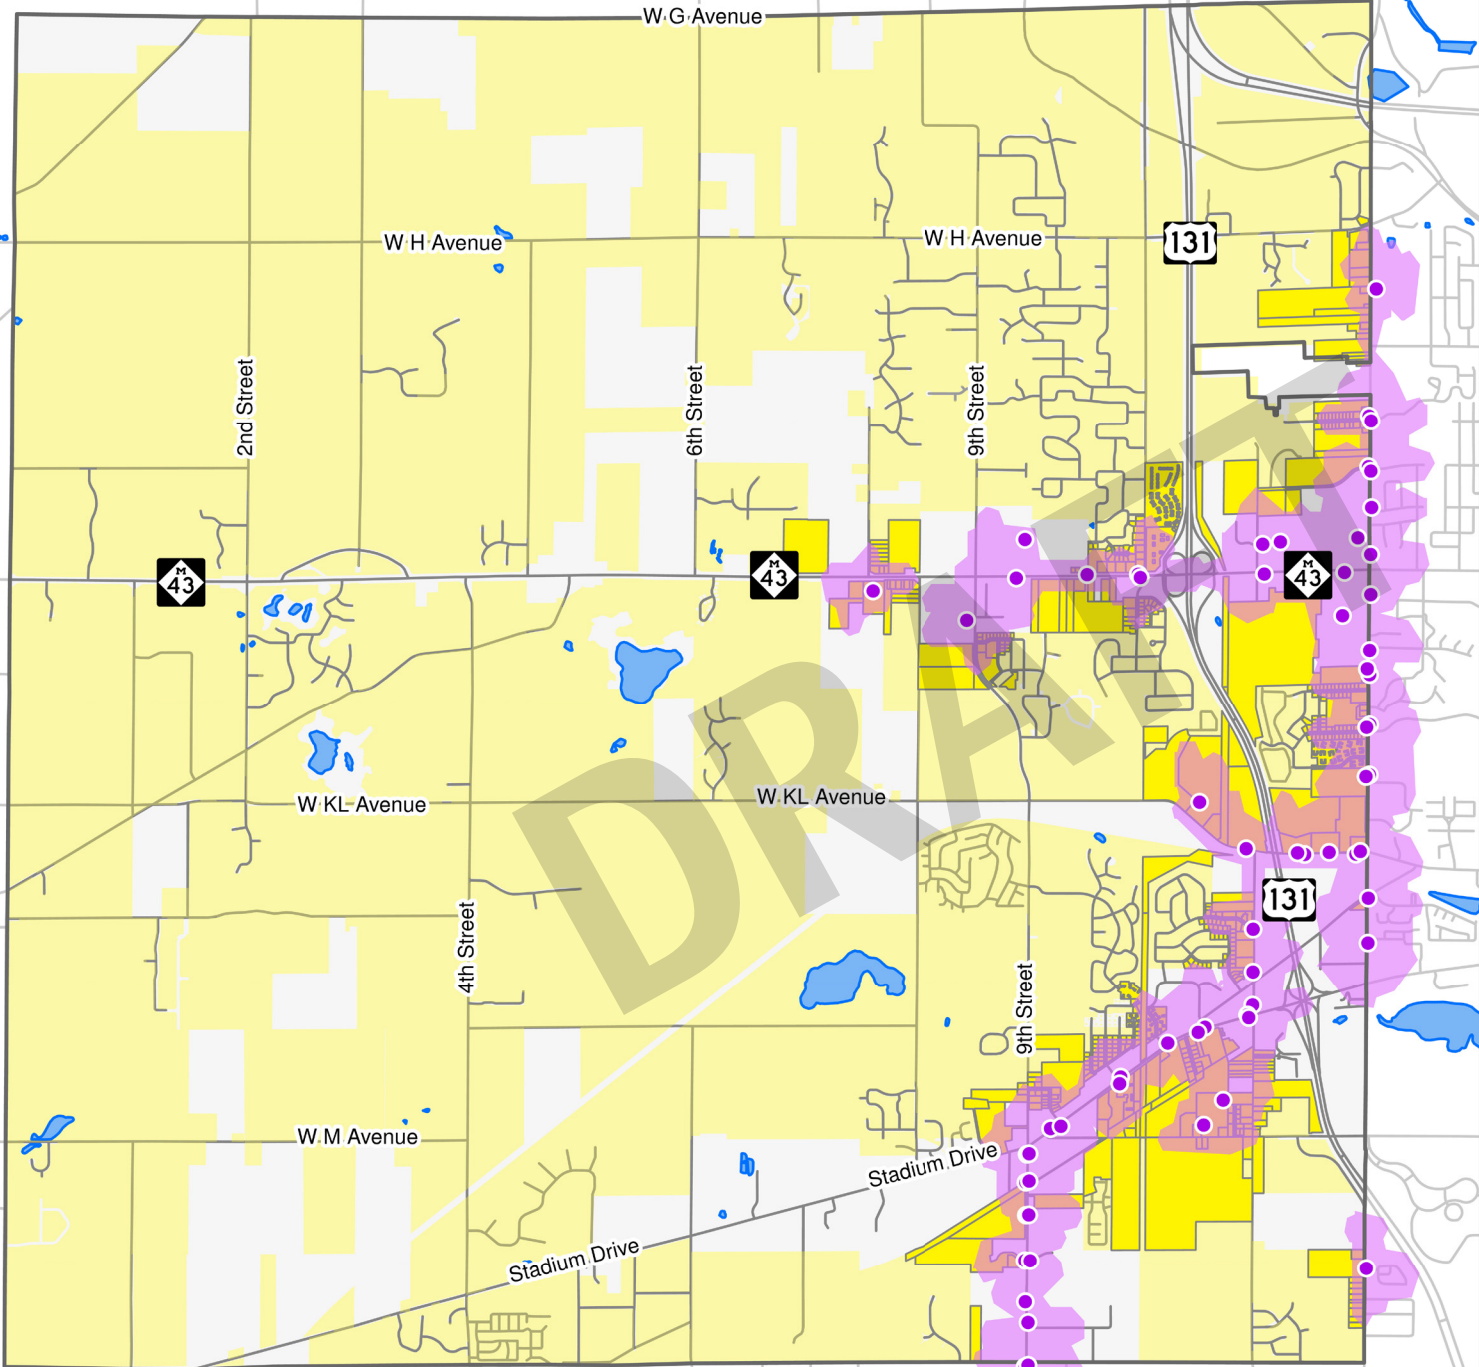 W G Avenue
W H Avenue
W H Avenue
131
2nd Street
6th Street
9th Street
M
43
M
43
M
43
W KL Avenue
W KL Avenue
DRAFT
131
4th Street
9th Street
W M Avenue
Stadium Drive
Stadium Drive